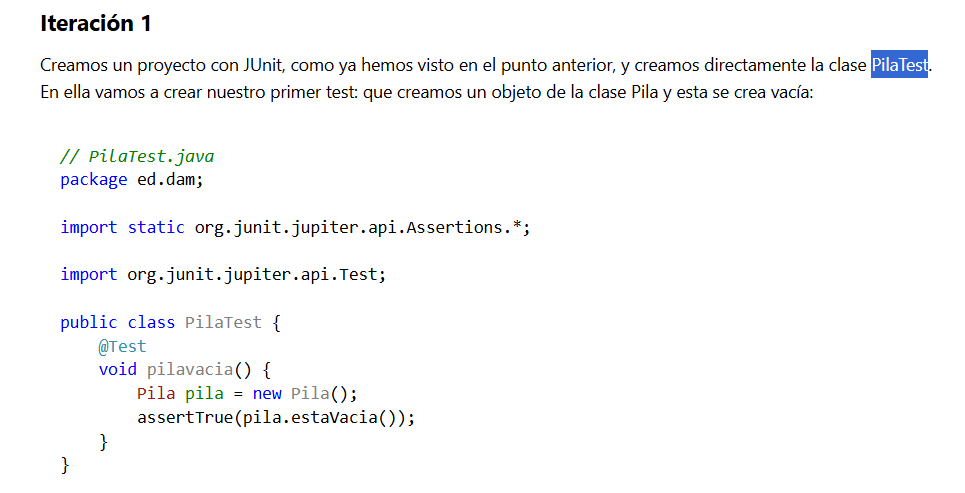 Iteración 1
Creamos un proyecto con JUnit, como ya hemos visto en el punto anterior, y creamos directamente la clase PilaTest.
En ella vamos a crear nuestro primer test: que creamos un objeto de la clase Pila y esta se crea vacía:
// PilaTest.java
package ed.dam;
import static org.junit.jupiter.api.Assertions.*;
import org.junit.jupiter.api.Test;
public class PilaTest {
    @Test
    void pilavacia() {
        Pila pila = new Pila();
        assertTrue(pila.estaVacia());
    }
}